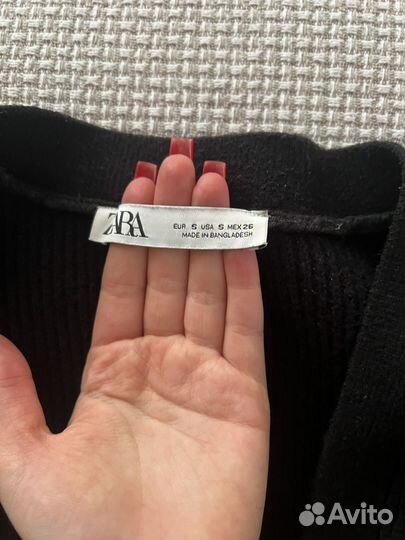 ZARA
EUR S USA S MEX 26
MADE IN BANGLADESH
Avito